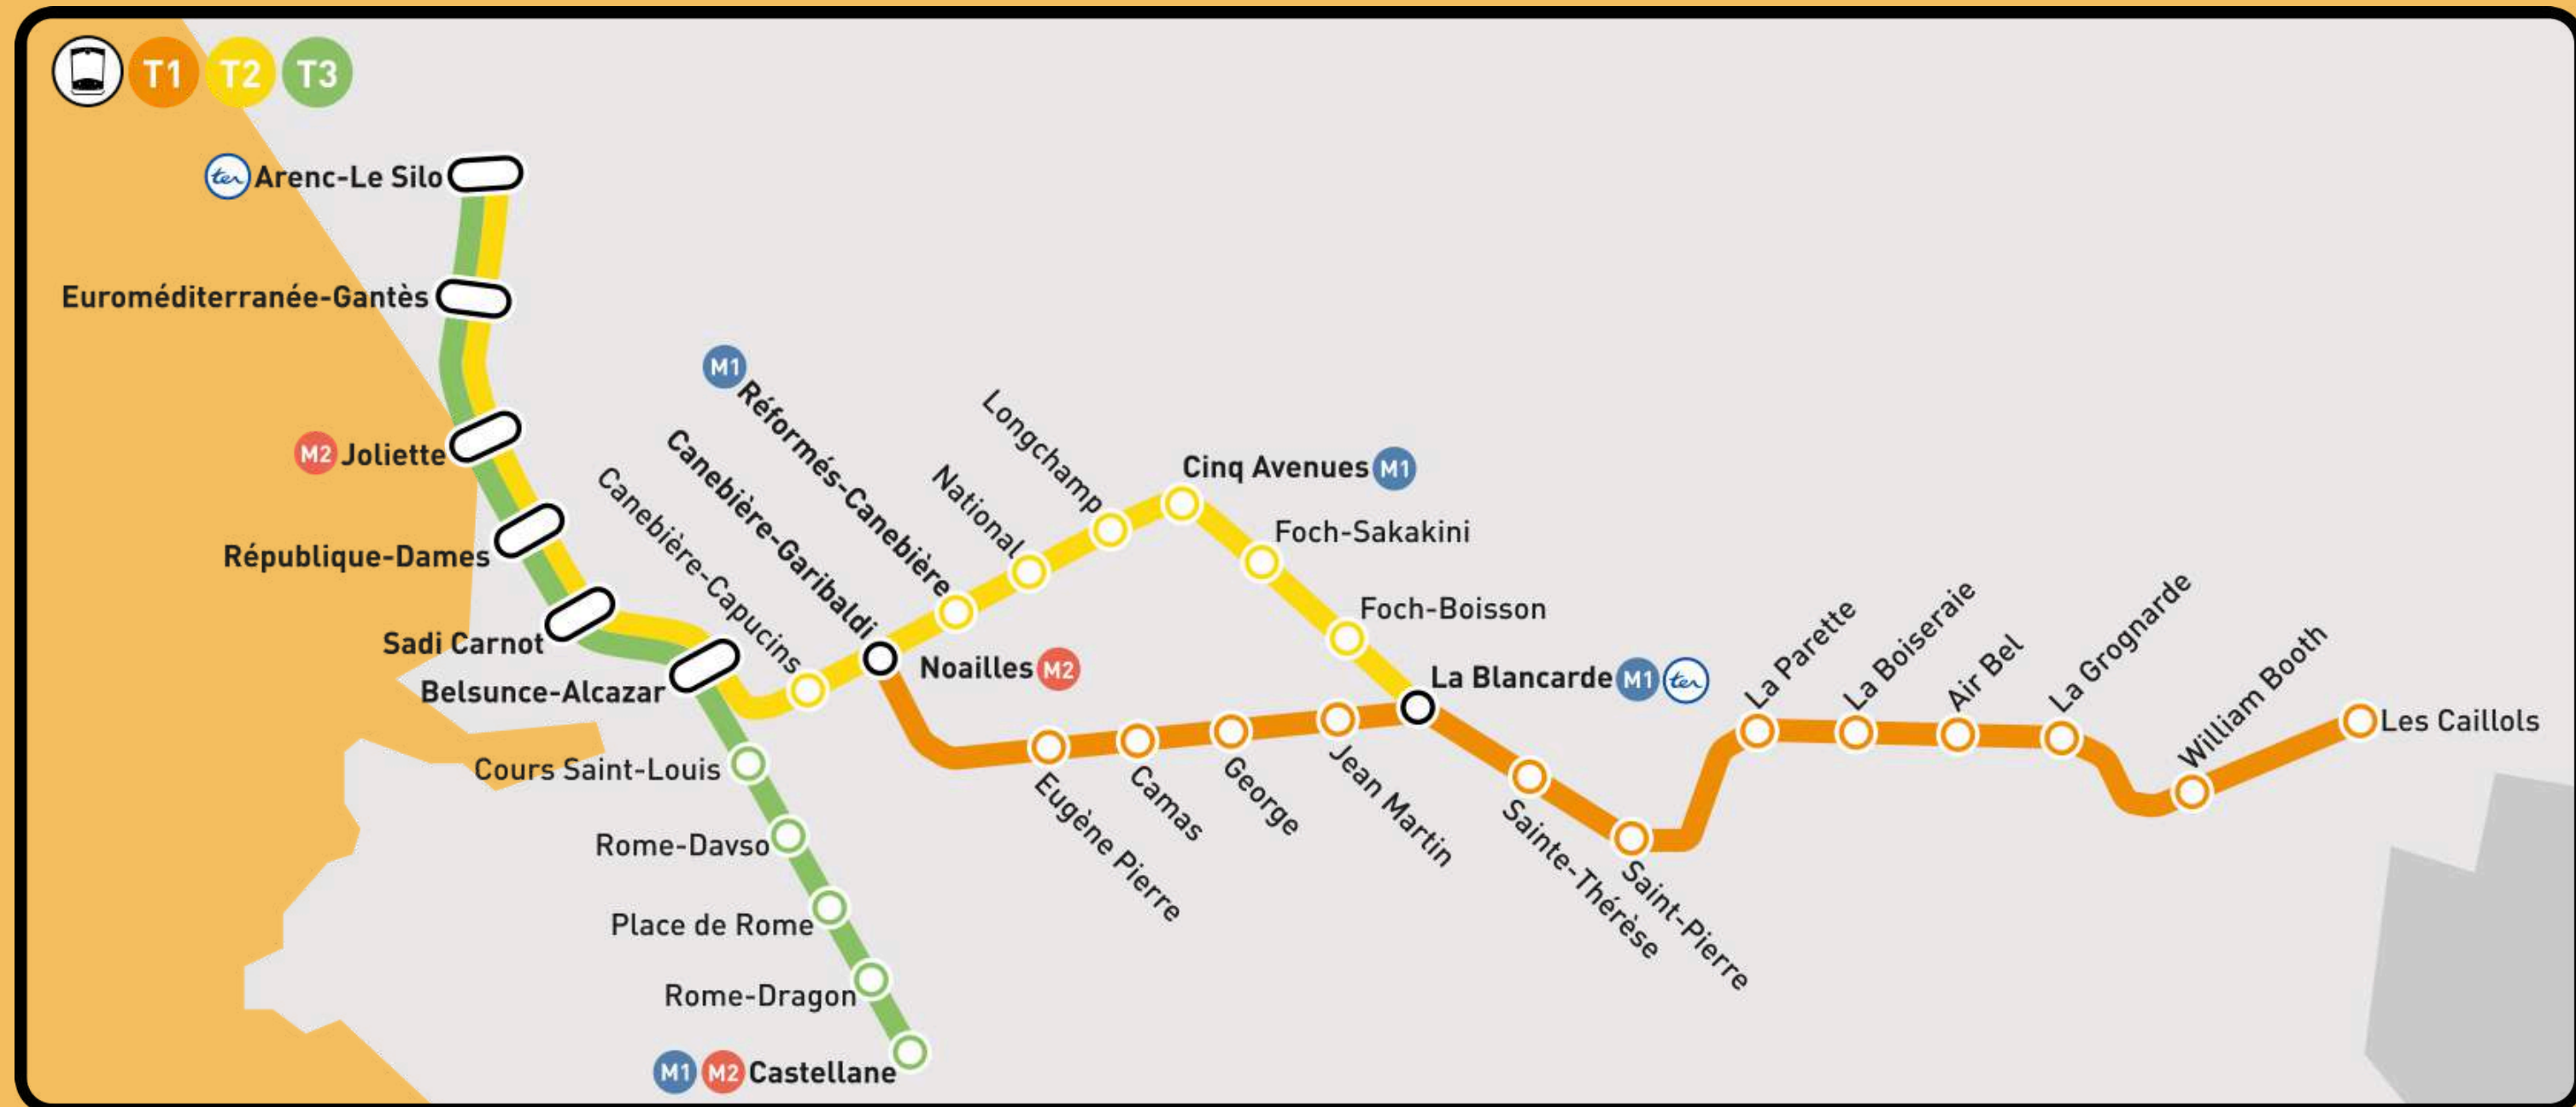 T1 T2 T3
ter Arenc-Le Silo
Euroméditerranée-Gantès
M2 Joliette
République-Dames
Sadi Carnot
Belsunce-Alcazar
Cours Saint-Louis
Rome-Davso
Place de Rome
Rome-Dragon
M1 M2 Castellane
Canebière-Capucins
Canebière-Garibaldi
Noailles M2
M1 Réformés-Canebière
National
Longchamp
Cinq Avenues M1
Foch-Sakakini
Foch-Boisson
La Blancarde M1 ter
Eugène Pierre
Camas
George
Jean Martin
Sainte-Thérèse
Saint-Pierre
La Parette
La Boiseraie
Air Bel
La Grognarde
William Booth
Les Caillols